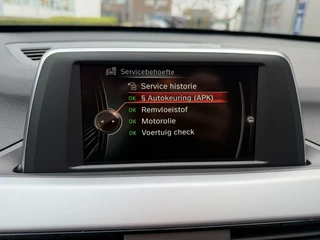 Servicebehoefte
Service historie
OK § Autokeuring (APK)
OK Remvloeistof
OK Motorolie
OK Voertuig check